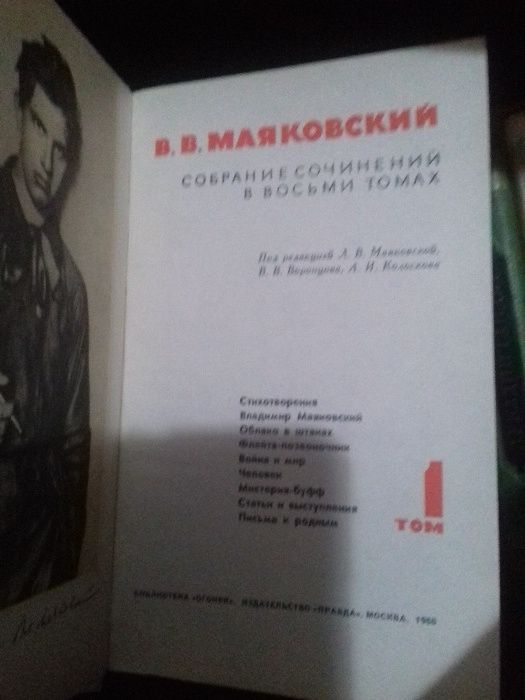 В. В. МАЯКОВСКИЙ
СОБРАНИЕ СОЧИНЕНИЙ
В ВОСЬМИ ТОМАХ
Под редакцией Л. В. Маяковской,
В. В. Воронцова, А. И. Колоскова
Стихотворения
Владимир Маяковский
Облако в штанах
Флейта-позвоночник
Война и мир
Человек
Мистерия-буфф
Статьи и выступления
Письма к родным
1
ТОМ
БИБЛИОТЕКА «ОГОНЕК». ИЗДАТЕЛЬСТВО «ПРАВДА». МОСКВА. 1968